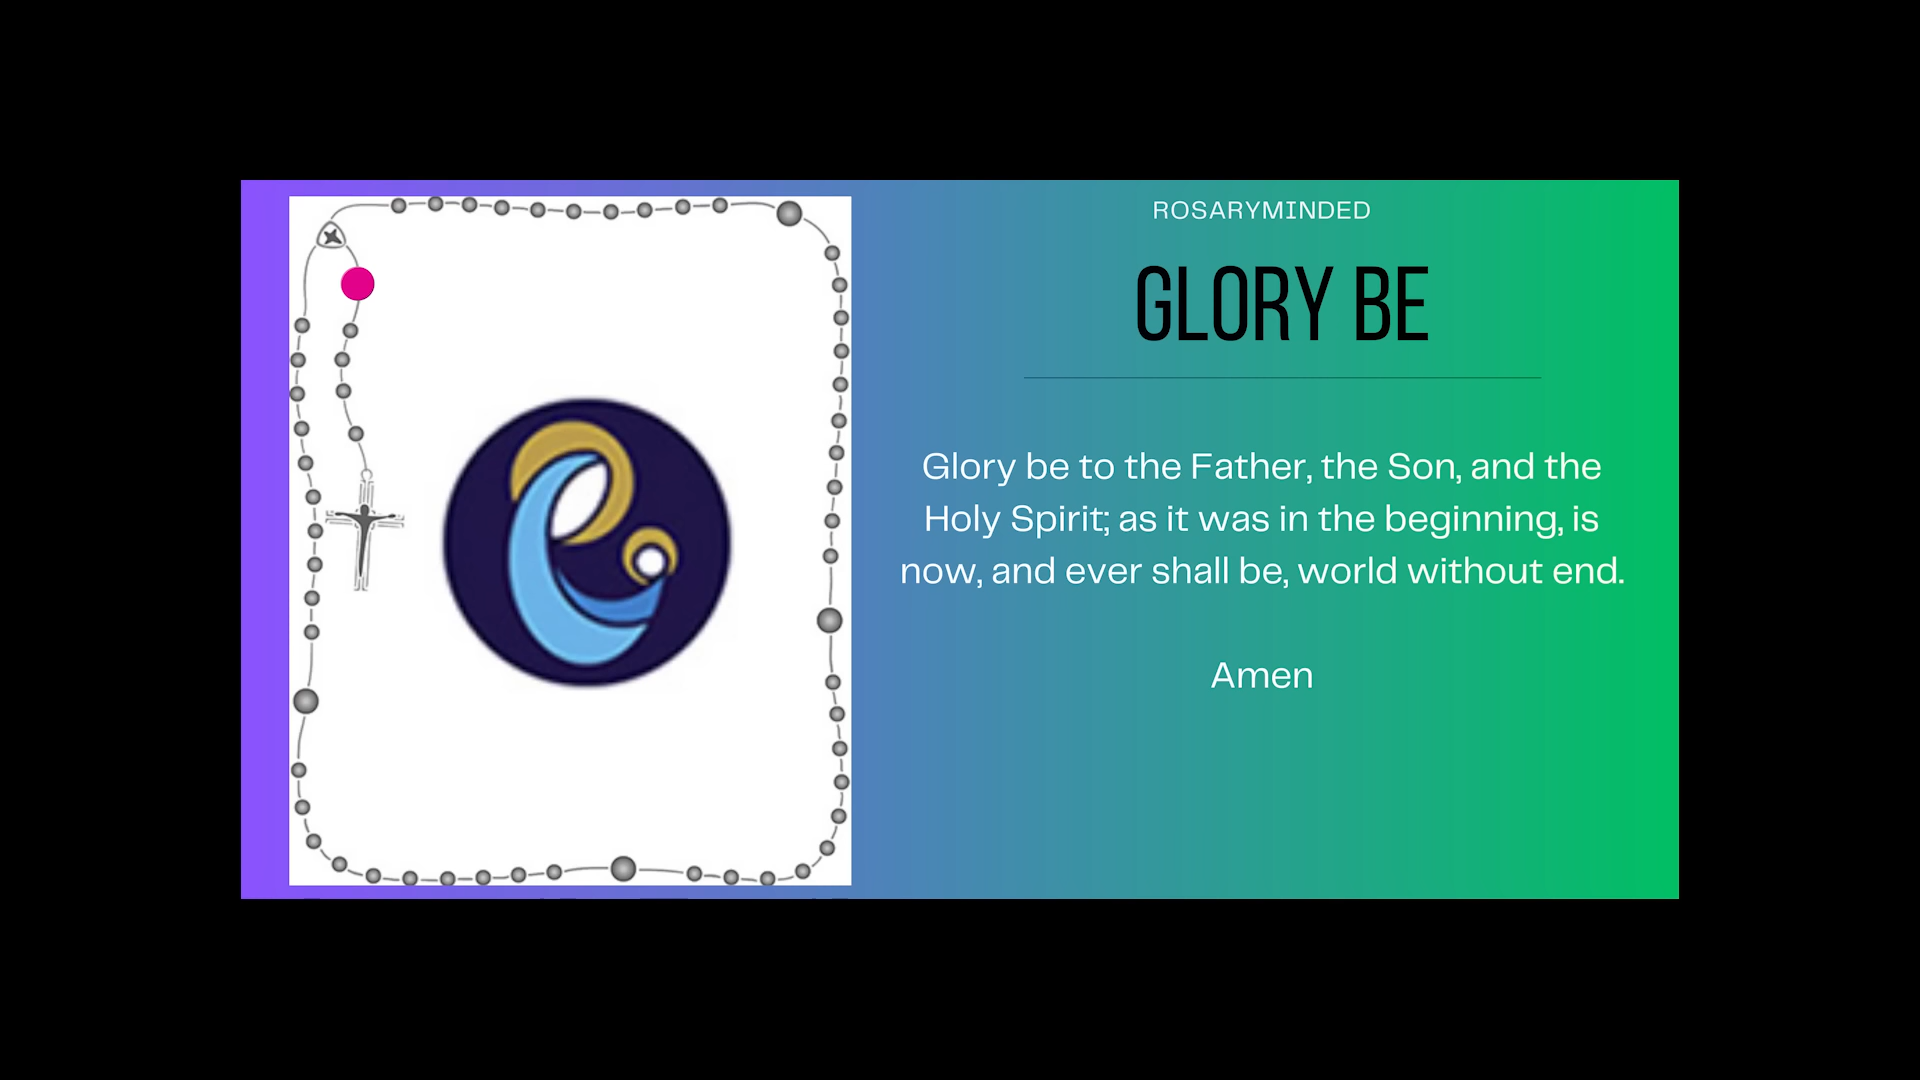 ROSARYMINDED
GLORY BE
Glory be to the Father, the Son, and the
Holy Spirit; as it was in the beginning, is
now, and ever shall be, world without end.
Amen